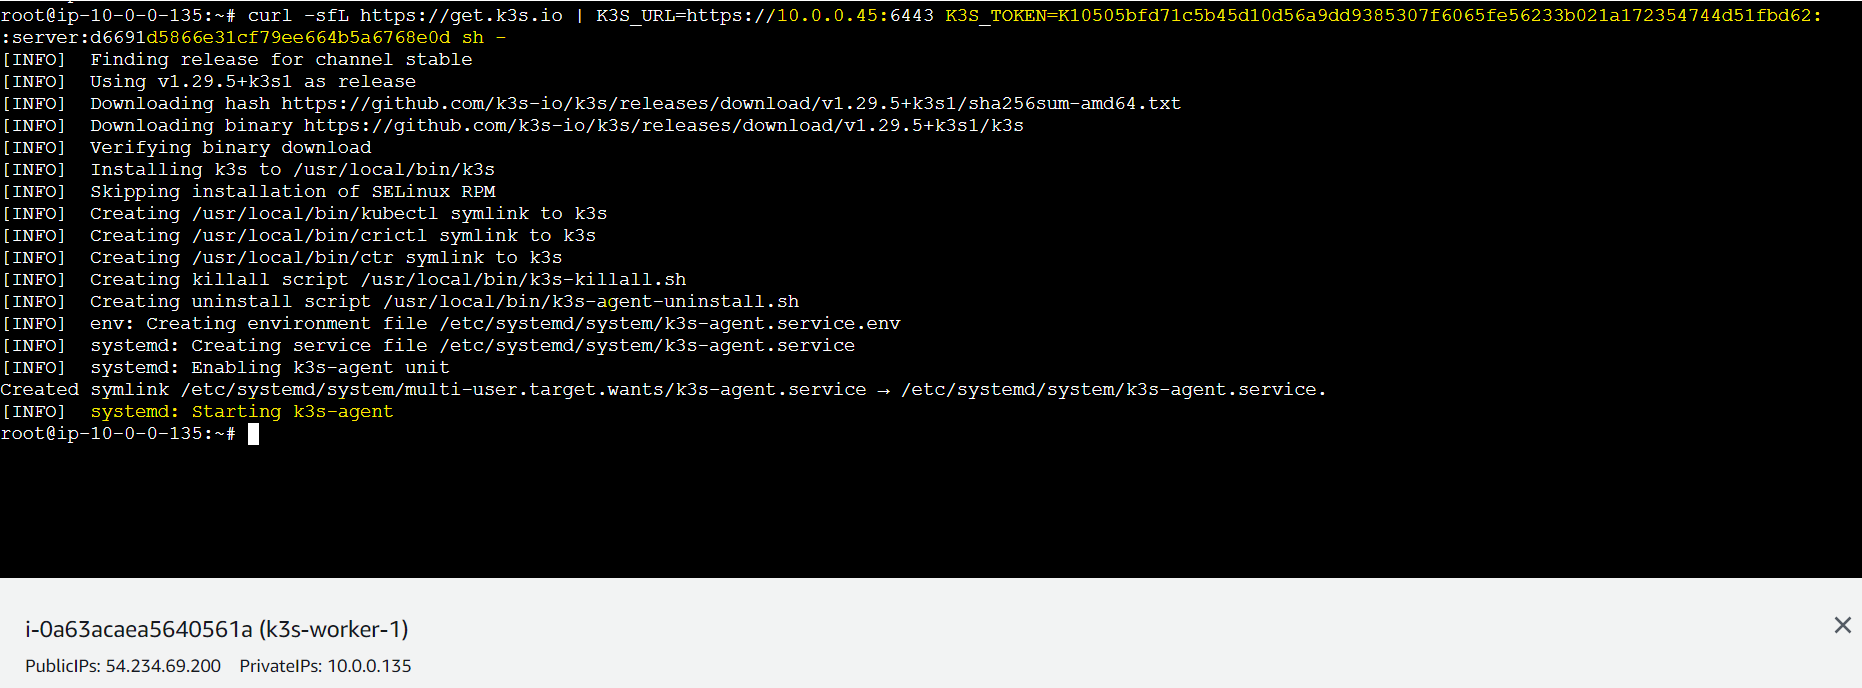 root@ip-10-0-0-135:~# curl -sfL https://get.k3s.io | K3S_URL=https://10.0.0.45:6443 K3S_TOKEN=K10505bfd71c5b45d10d56a9dd9385307f6065fe56233b021a172354744d51fbd62:
:server:d6691d5866e31cf79ee664b5a6768e0d sh -
[INFO]  Finding release for channel stable
[INFO]  Using v1.29.5+k3s1 as release
[INFO]  Downloading hash https://github.com/k3s-io/k3s/releases/download/v1.29.5+k3s1/sha256sum-amd64.txt
[INFO]  Downloading binary https://github.com/k3s-io/k3s/releases/download/v1.29.5+k3s1/k3s
[INFO]  Verifying binary download
[INFO]  Installing k3s to /usr/local/bin/k3s
[INFO]  Skipping installation of SELinux RPM
[INFO]  Creating /usr/local/bin/kubectl symlink to k3s
[INFO]  Creating /usr/local/bin/crictl symlink to k3s
[INFO]  Creating /usr/local/bin/ctr symlink to k3s
[INFO]  Creating killall script /usr/local/bin/k3s-killall.sh
[INFO]  Creating uninstall script /usr/local/bin/k3s-agent-uninstall.sh
[INFO]  env: Creating environment file /etc/systemd/system/k3s-agent.service.env
[INFO]  systemd: Creating service file /etc/systemd/system/k3s-agent.service
[INFO]  systemd: Enabling k3s-agent unit
Created symlink /etc/systemd/system/multi-user.target.wants/k3s-agent.service → /etc/systemd/system/k3s-agent.service.
[INFO]  systemd: Starting k3s-agent
root@ip-10-0-0-135:~#
i-0a63acaea5640561a (k3s-worker-1)
PublicIPs: 54.234.69.200 PrivateIPs: 10.0.0.135